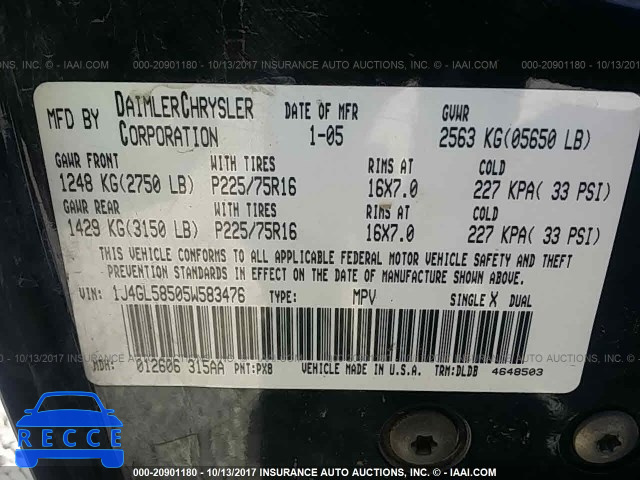 000-20901180 - 10/13/2017 INSURANCE AUTO AUCTIONS, INC. - IAAI.COM
MFD BY DAIMLERCHRYSLER CORPORATION
DATE OF MFR 1-05
GVWR 2563 KG(05650 LB)
GAWR FRONT WITH TIRES RIMS AT COLD
1248 KG(2750 LB) P225/75R16 16X7.0 227 KPA( 33 PSI)
GAWR REAR WITH TIRES RIMS AT COLD
1429 KG(3150 LB) P225/75R16 16X7.0 227 KPA( 33 PSI)
THIS VEHICLE CONFORMS TO ALL APPLICABLE FEDERAL MOTOR VEHICLE SAFETY AND THEFT
PREVENTION STANDARDS IN EFFECT ON THE DATE OF MANUFACTURE SHOWN ABOVE.
VIN: 1J4GL58505W583476 TYPE: MPV SINGLE X DUAL
MDH: 012606 315AA PNT:PX8 VEHICLE MADE IN U.S.A. TRM:DLDB 4648503
RECCE
000-20901180 - 10/13/2017 INSURANCE AUTO AUCTIONS, INC. - IAAI.COM